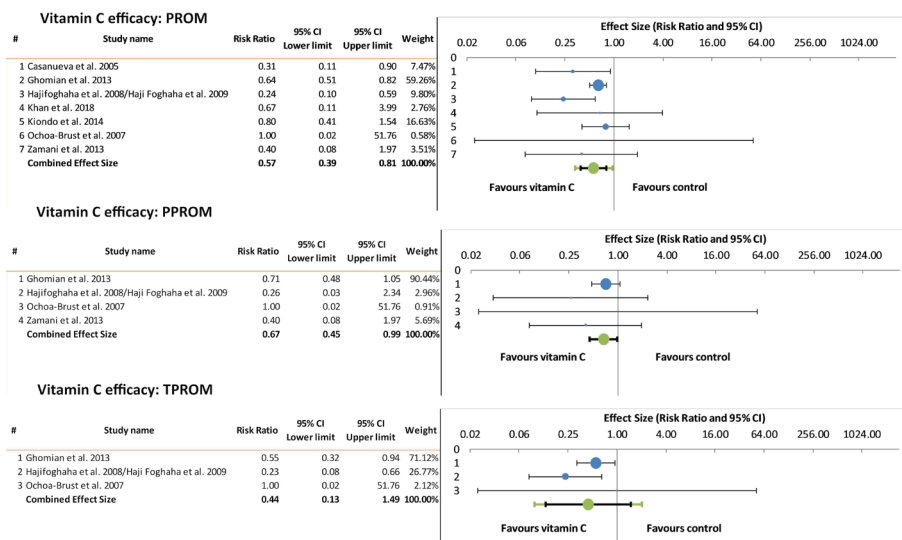 Vitamin C efficacy: PROM
# Study name Risk Ratio 95% CI Lower limit 95% CI Upper limit Weight
1 Casanueva et al. 2005 0.31 0.11 0.90 7.47%
2 Ghomian et al. 2013 0.64 0.51 0.82 59.26%
3 Hajifoghaha et al. 2008/Haji Foghaha et al. 2009 0.24 0.10 0.59 9.80%
4 Khan et al. 2018 0.67 0.11 3.99 2.76%
5 Kiondo et al. 2014 0.80 0.41 1.54 16.63%
6 Ochoa-Brust et al. 2007 1.00 0.02 51.76 0.58%
7 Zamani et al. 2013 0.40 0.08 1.97 3.51%
Combined Effect Size 0.57 0.39 0.81 100.00%
Effect Size (Risk Ratio and 95% CI)
0.02 0.06 0.25 1.00 4.00 16.00 64.00 256.00 1024.00
0
1
2
3
4
5
6
7
Favours vitamin C Favours control
Vitamin C efficacy: PPROM
# Study name Risk Ratio 95% CI Lower limit 95% CI Upper limit Weight
1 Ghomian et al. 2013 0.71 0.48 1.05 90.44%
2 Hajifoghaha et al. 2008/Haji Foghaha et al. 2009 0.26 0.03 2.34 2.96%
3 Ochoa-Brust et al. 2007 1.00 0.02 51.76 0.91%
4 Zamani et al. 2013 0.40 0.08 1.97 5.69%
Combined Effect Size 0.67 0.45 0.99 100.00%
Effect Size (Risk Ratio and 95% CI)
0.02 0.06 0.25 1.00 4.00 16.00 64.00 256.00 1024.00
0
1
2
3
4
Favours vitamin C Favours control
Vitamin C efficacy: TPROM
# Study name Risk Ratio 95% CI Lower limit 95% CI Upper limit Weight
1 Ghomian et al. 2013 0.55 0.32 0.94 71.12%
2 Hajifoghaha et al. 2008/Haji Foghaha et al. 2009 0.23 0.08 0.66 26.77%
3 Ochoa-Brust et al. 2007 1.00 0.02 51.76 2.12%
Combined Effect Size 0.44 0.13 1.49 100.00%
Effect Size (Risk Ratio and 95% CI)
0.02 0.06 0.25 1.00 4.00 16.00 64.00 256.00 1024.00
0
1
2
3
Favours vitamin C Favours control